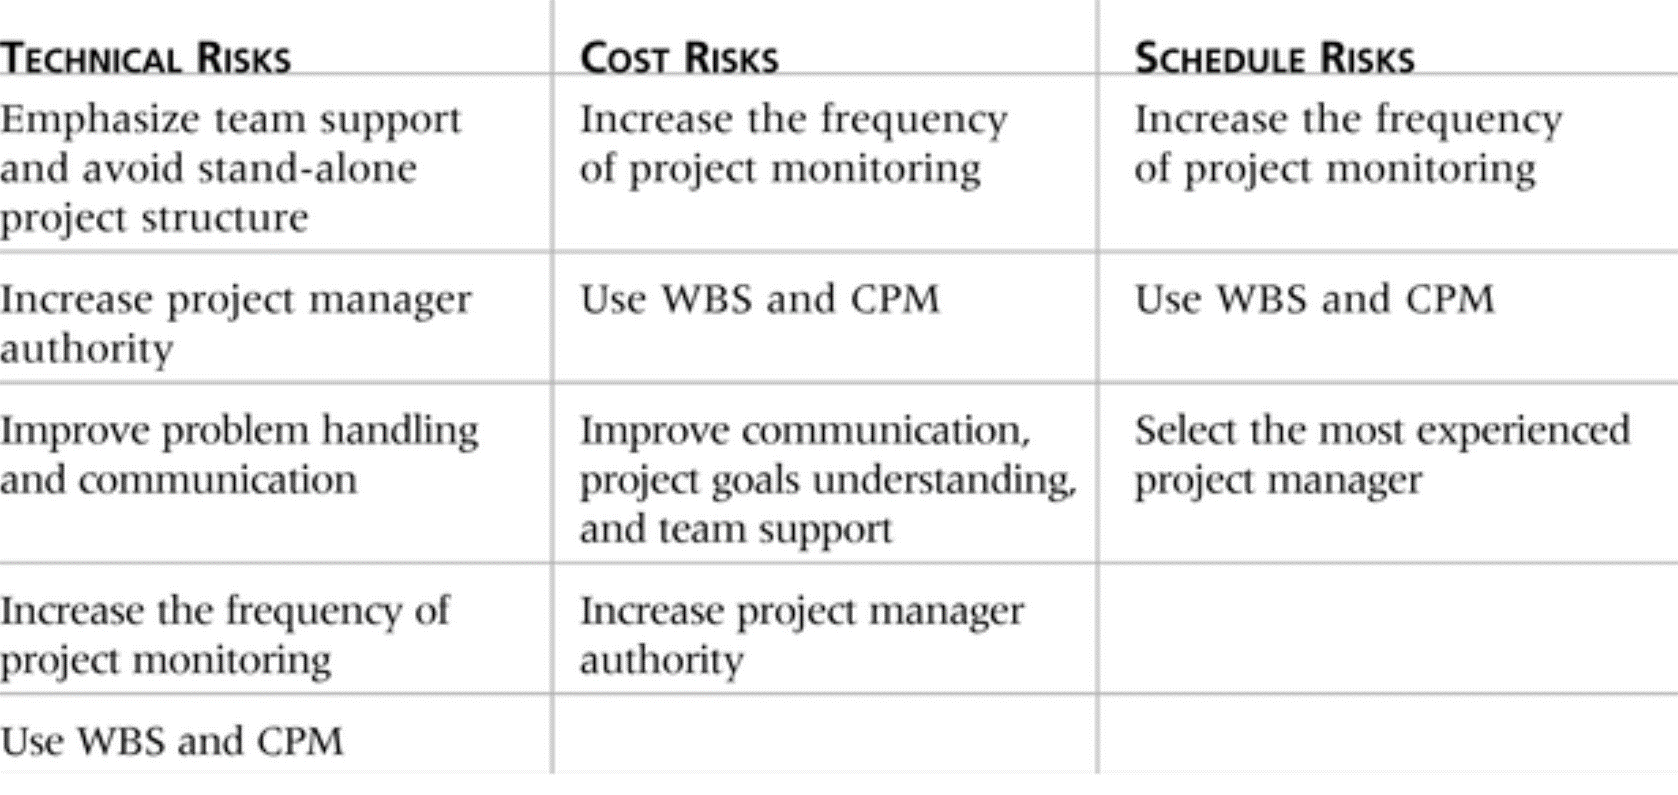 TECHNICAL RISKS
COST RISKS
SCHEDULE RISKS
Emphasize team support
and avoid stand-alone
project structure
Increase the frequency
of project monitoring
Increase the frequency
of project monitoring
Increase project manager
authority
Use WBS and CPM
Use WBS and CPM
Improve problem handling
and communication
Improve communication,
project goals understanding,
and team support
Select the most experienced
project manager
Increase the frequency of
project monitoring
Increase project manager
authority
Use WBS and CPM